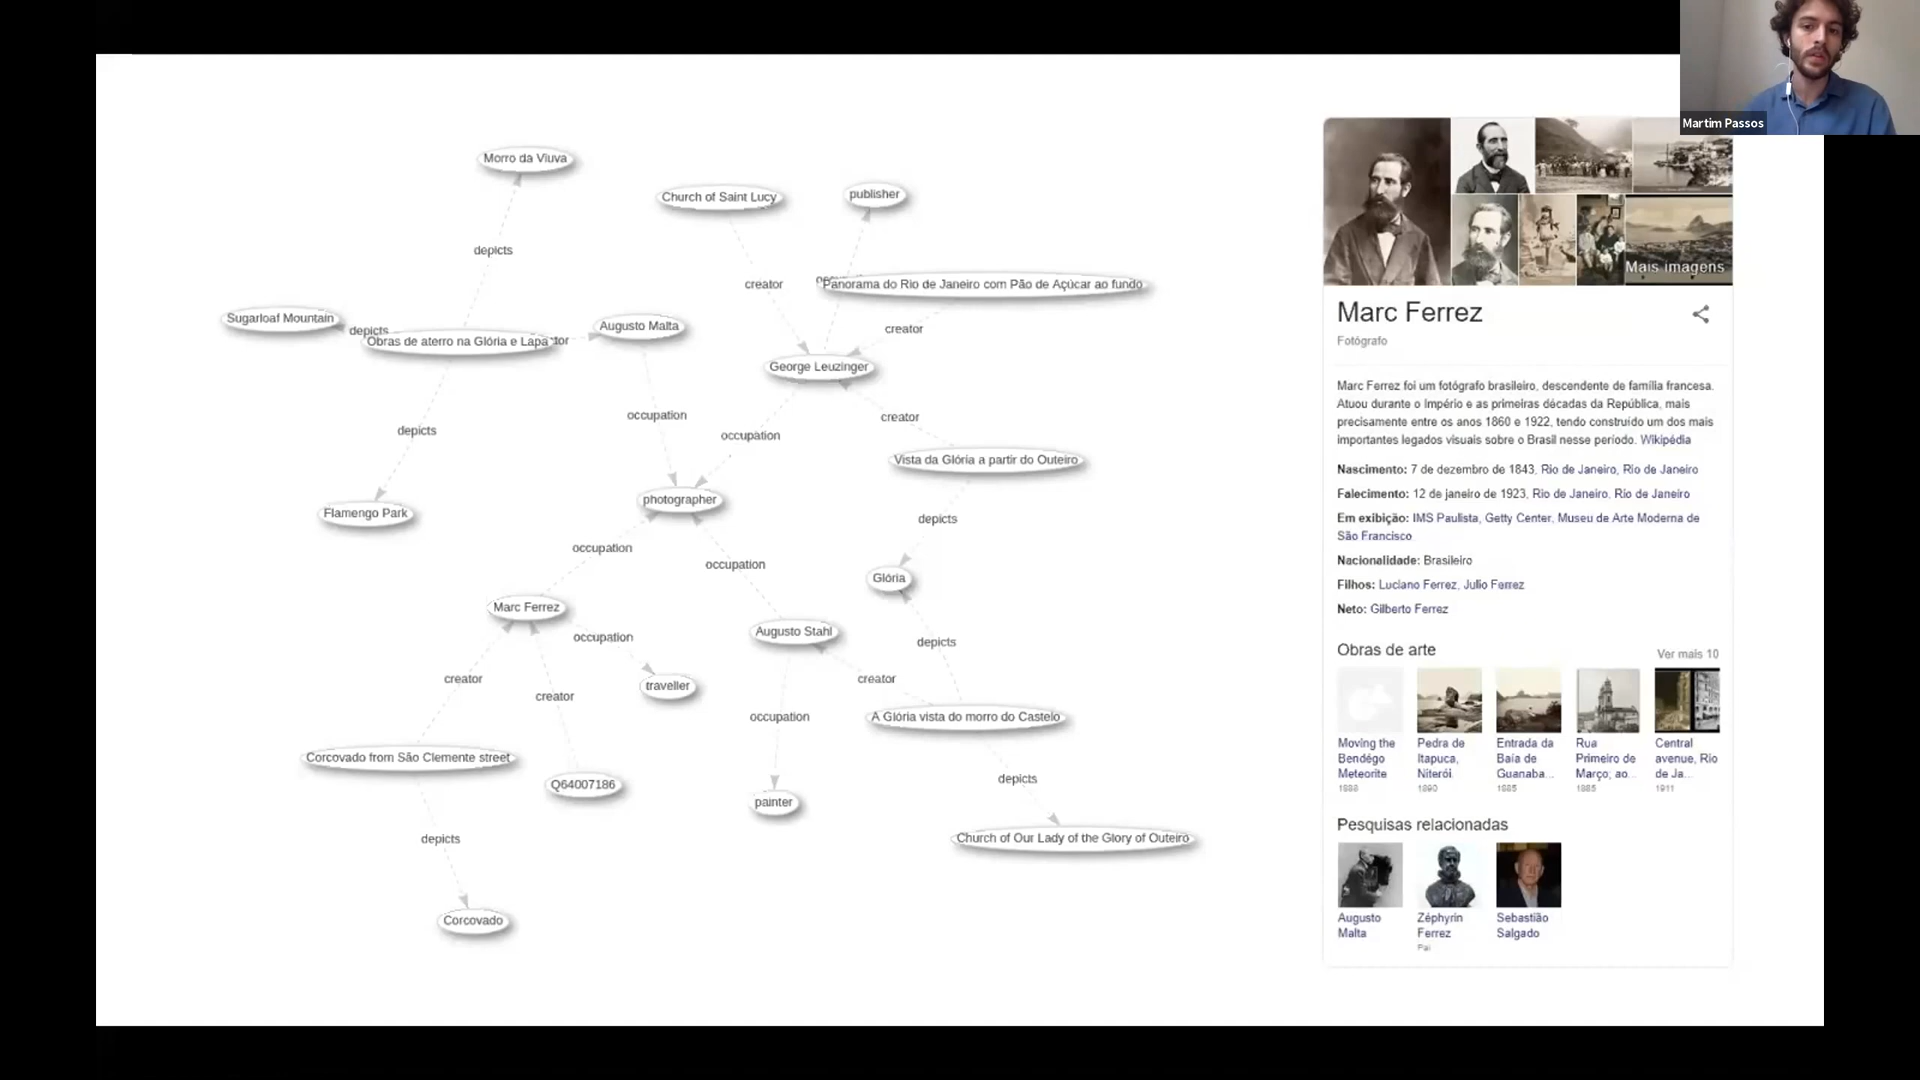 Martim Passos
Morro da Viuva
Church of Saint Lucy
publisher
depicts
creator
Panorama do Rio de Janeiro com Pão de Açúcar ao fundo
Sugarloaf Mountain
depicts
Obras de aterro na Glória e Lapa
tor
Augusto Malta
creator
George Leuzinger
occupation
creator
depicts
occupation
Vista da Glória a partir do Outeiro
photographer
Flamengo Park
depicts
occupation
occupation
Glória
Marc Ferrez
occupation
Augusto Stahl
depicts
creator
creator
traveller
creator
occupation
A Glória vista do morro do Castelo
Corcovado from São Clemente street
Q64007186
depicts
painter
depicts
Church of Our Lady of the Glory of Outeiro
Corcovado
Mais imagens
Marc Ferrez
Fotógrafo
Marc Ferrez foi um fotógrafo brasileiro, descendente de família francesa.
Atuou durante o Império e as primeiras décadas da República, mais
precisamente entre os anos 1860 e 1922, tendo construído um dos mais
importantes legados visuais sobre o Brasil nesse período. Wikipédia
Nascimento: 7 de dezembro de 1843, Rio de Janeiro, Rio de Janeiro
Falecimento: 12 de janeiro de 1923, Rio de Janeiro, Rio de Janeiro
Em exibição: IMS Paulista, Getty Center, Museu de Arte Moderna de
São Francisco
Nacionalidade: Brasileiro
Filhos: Luciano Ferrez, Julio Ferrez
Neto: Gilberto Ferrez
Obras de arte
Ver mais 10
Moving the
Bendégo
Meteorite
1888
Pedra de
Itapuca,
Niterói.
1890
Entrada da
Baía de
Guanaba...
1885
Rua
Primeiro de
Março, ao...
1885
Central
avenue, Rio
de Ja...
1911
Pesquisas relacionadas
Augusto
Malta
Zéphyrin
Ferrez
Pai
Sebastião
Salgado